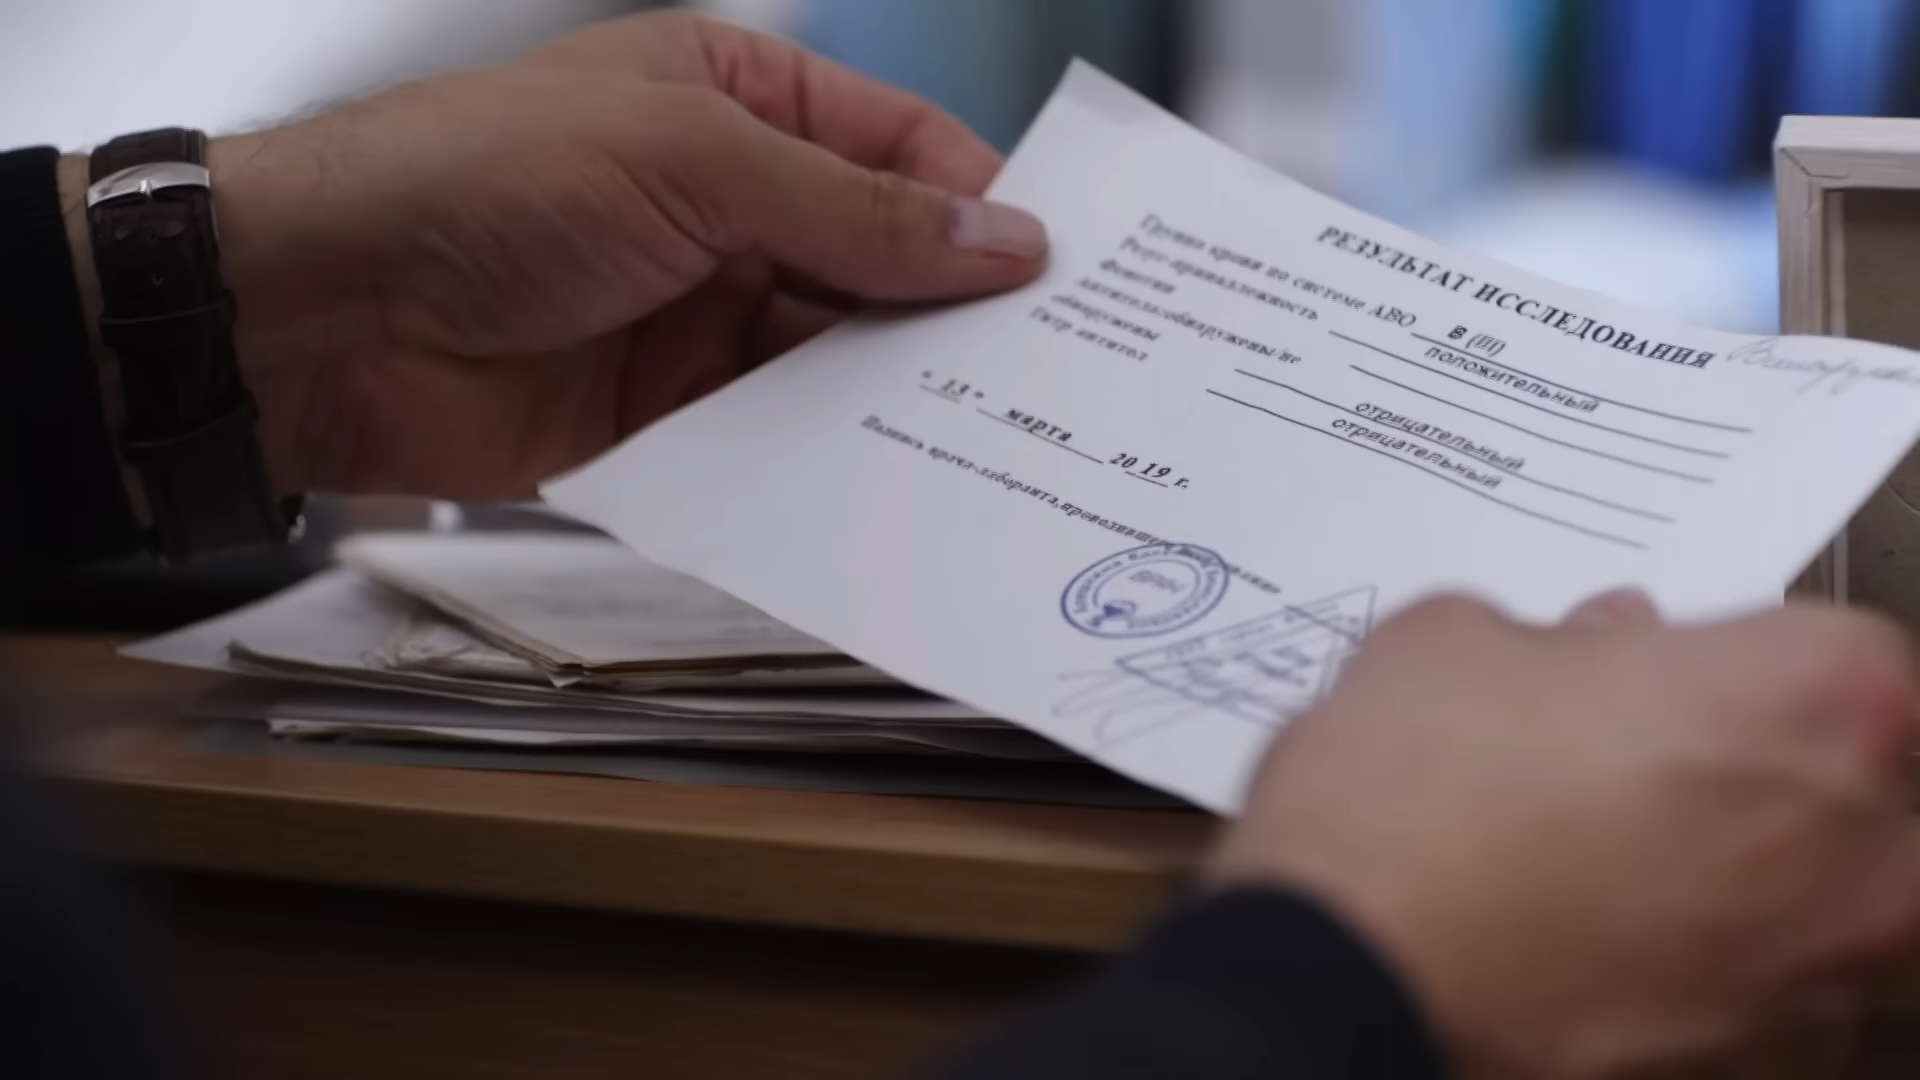 РЕЗУЛЬТАТ ИССЛЕДОВАНИЯ
Группа крови по системе АВО В (III)
Резус-принадлежность положительный
Фенотип
Антитела:обнаружены/не отрицательный
обнаружены
Титр антител отрицательный
" 13 " марта 20 19 г.
Подпись врача-лаборанта,проводившего
Врач